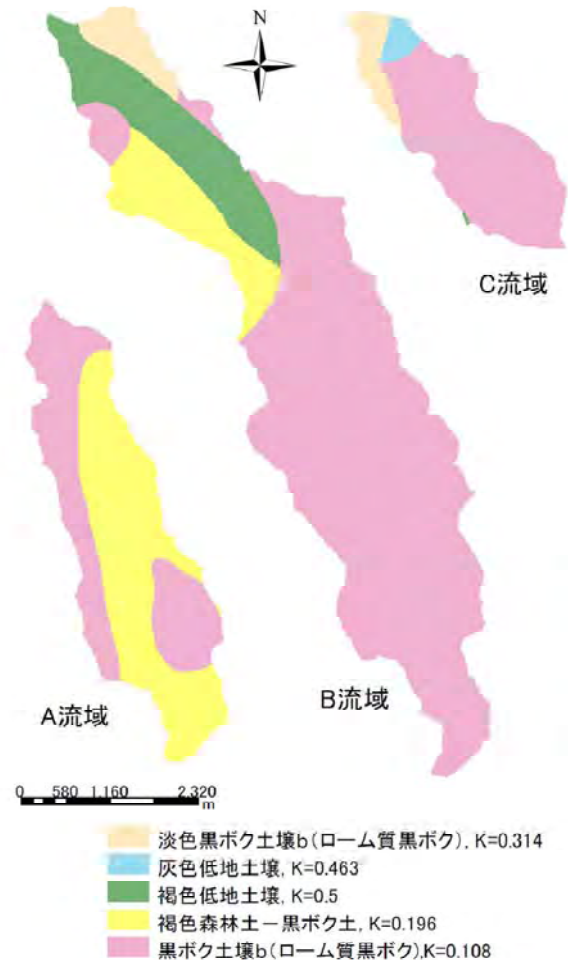 N
C流域
A流域
B流域
0 580 1,160 2,320
m
淡色黒ボク土壌b(ローム質黒ボク), K=0.314
灰色低地土壌, K=0.463
褐色低地土壌, K=0.5
褐色森林土－黒ボク土, K=0.196
黒ボク土壌b(ローム質黒ボク),K=0.108